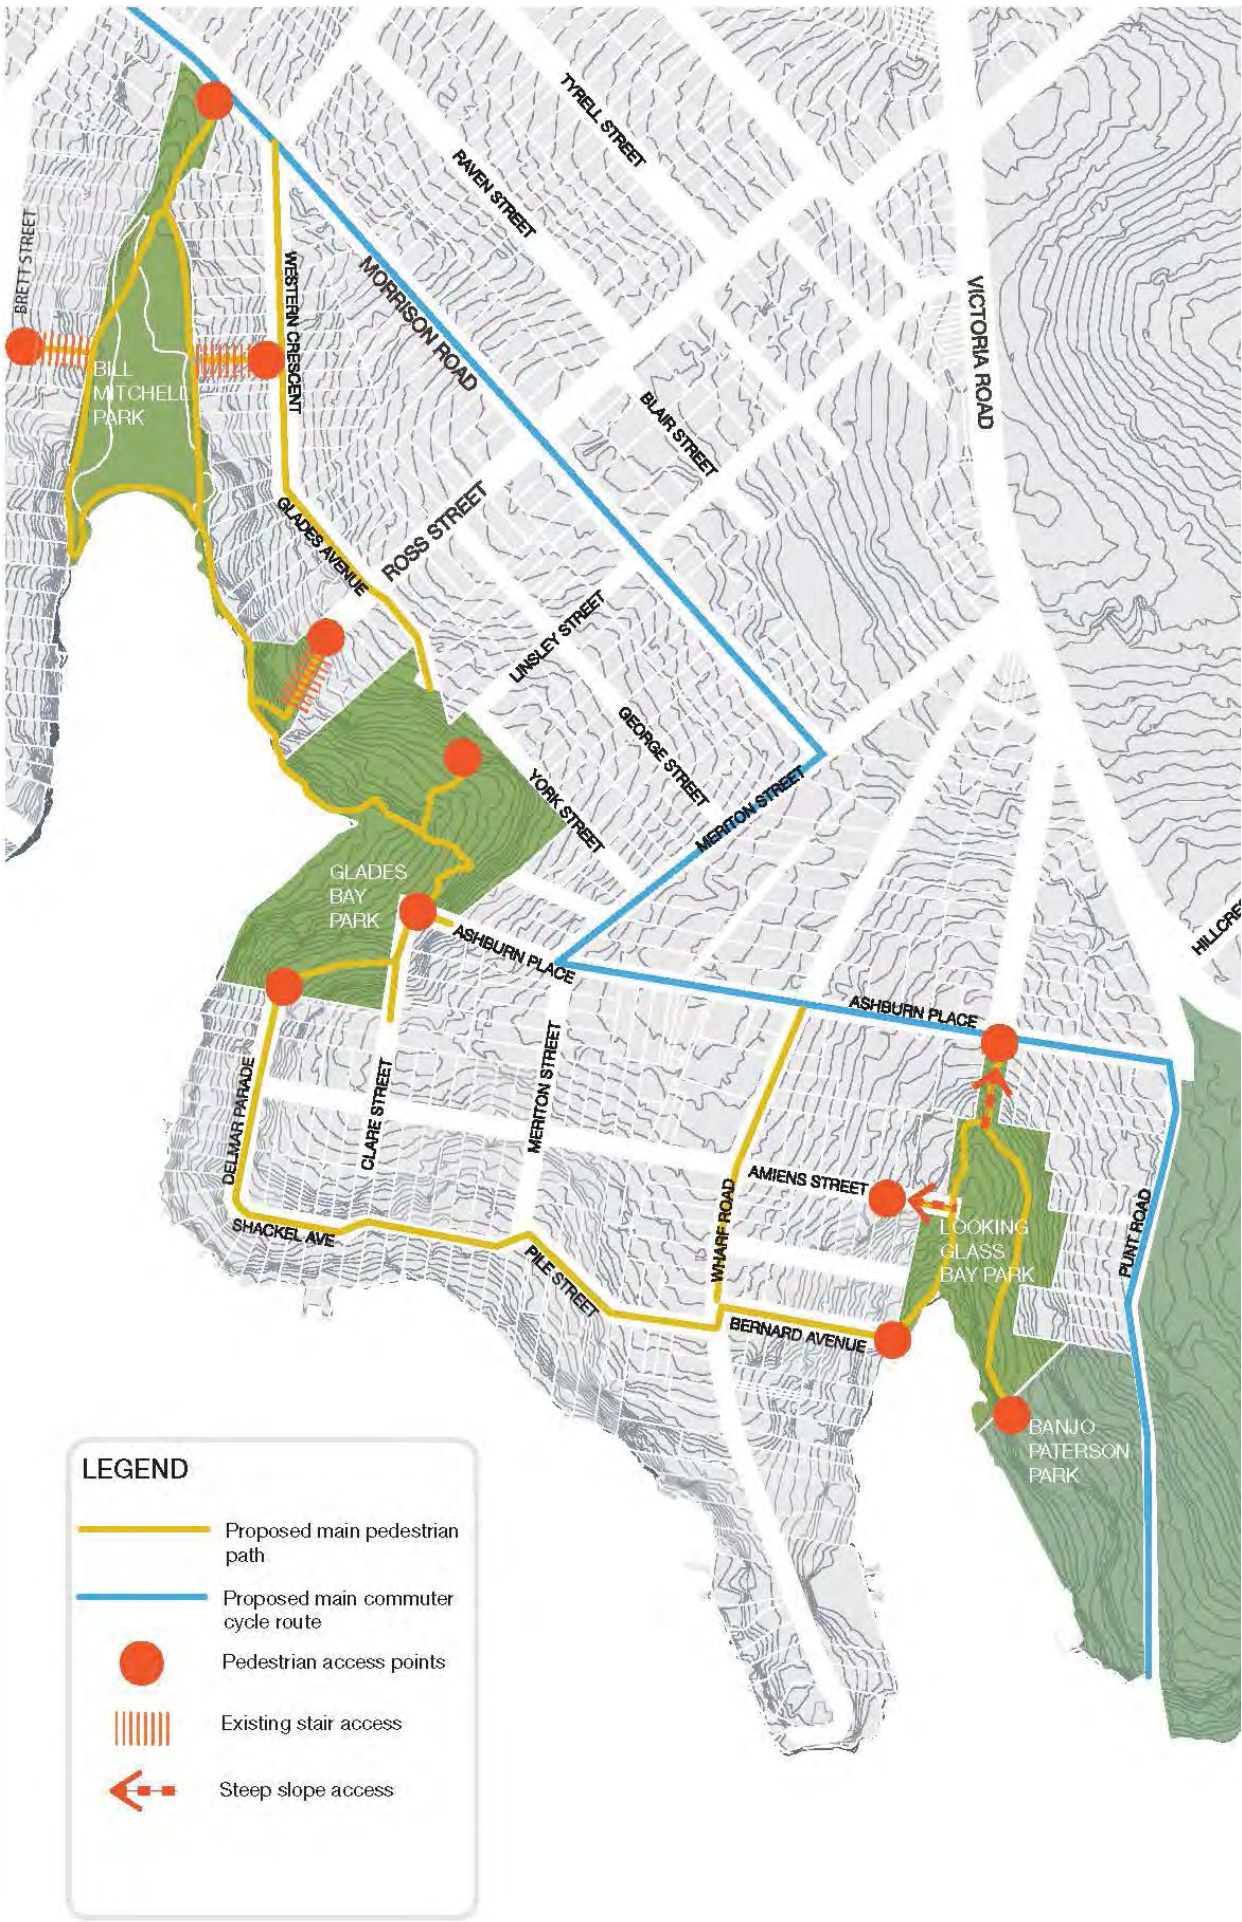 TYRELL STREET
RAVEN STREET
BRETT STREET
WESTERN CRESCENT
MORRISON ROAD
VICTORIA ROAD
BILL
MITCHELL
PARK
BLAIR STREET
GLADES AVENUE
ROSS STREET
LINSLEY STREET
GEORGE STREET
YORK STREET
MERITON STREET
GLADES
BAY
PARK
ASHBURN PLACE
ASHBURN PLACE
DELMAR PARADE
CLARE STREET
MERITON STREET
AMIENS STREET
WHARF ROAD
PUNT ROAD
LOOKING
GLASS
BAY PARK
SHACKEL AVE
PILE STREET
BERNARD AVENUE
BANJO
PATERSON
PARK
LEGEND
Proposed main pedestrian
path
Proposed main commuter
cycle route
Pedestrian access points
Existing stair access
Steep slope access